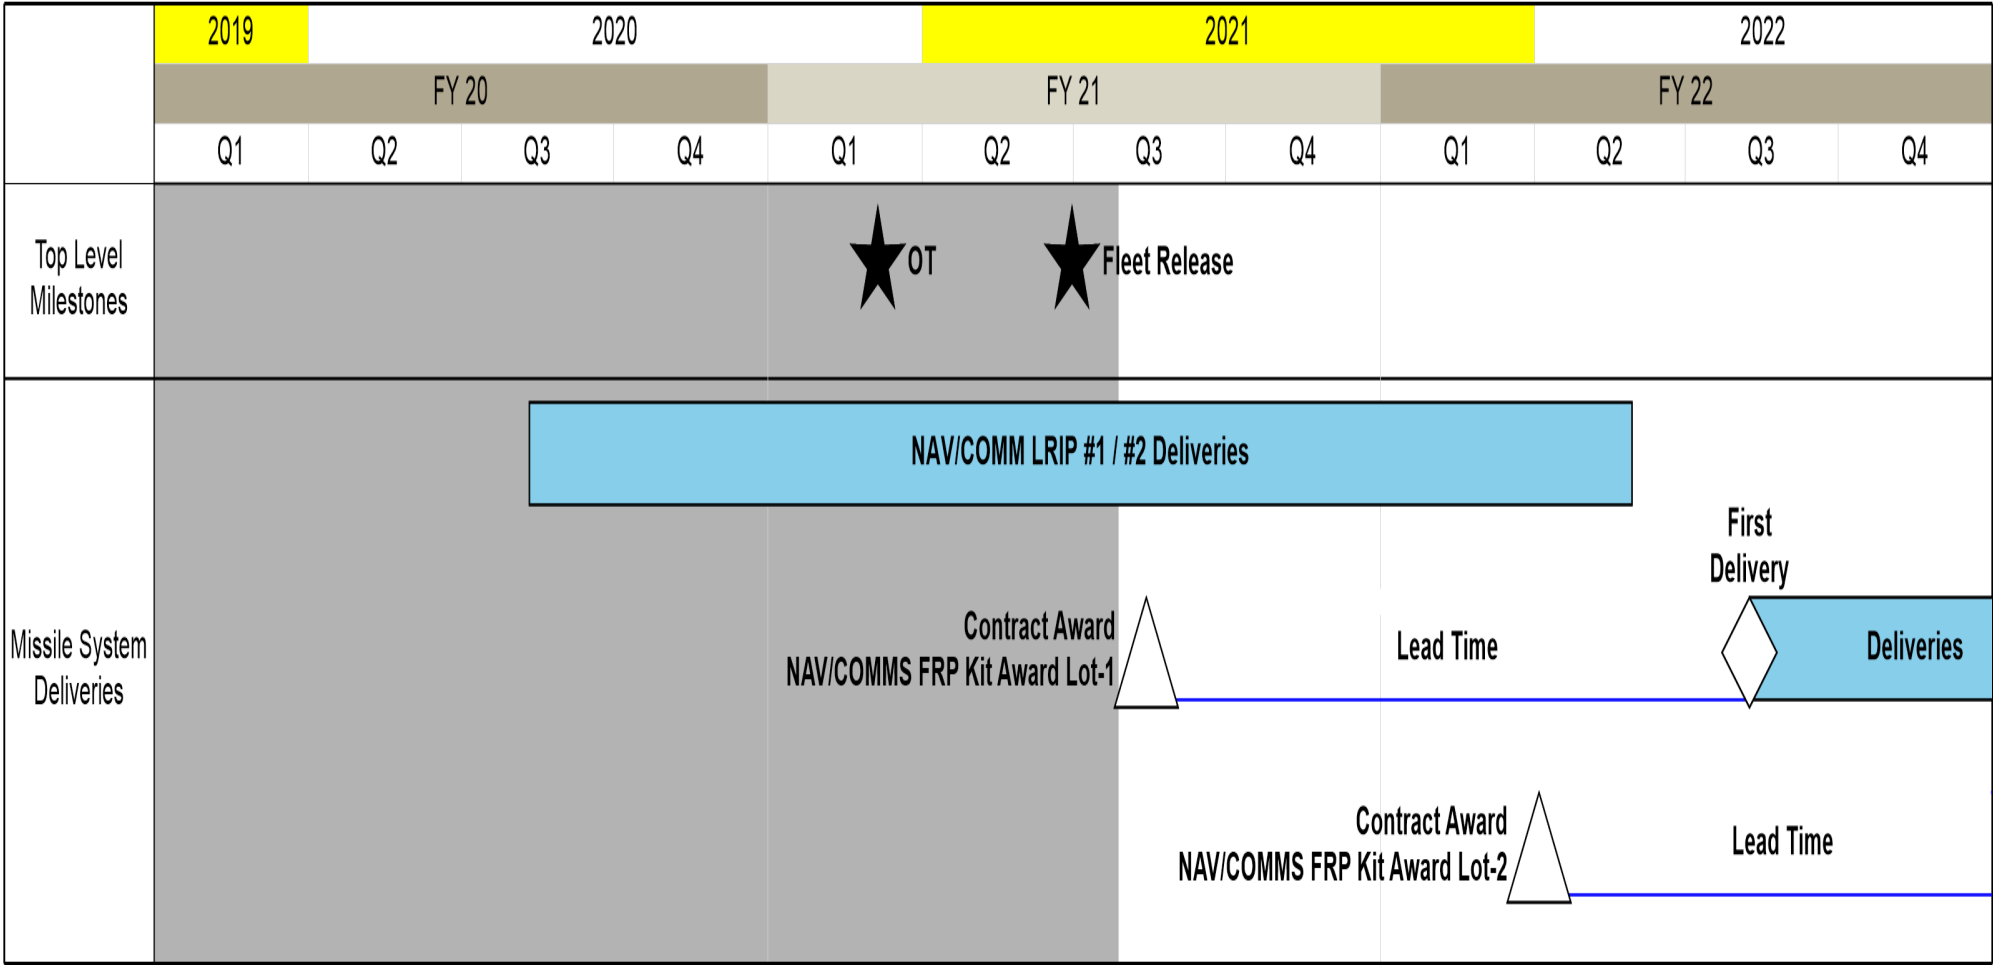 2019 2020 2021 2022
FY 20 FY 21 FY 22
Q1 Q2 Q3 Q4 Q1 Q2 Q3 Q4 Q1 Q2 Q3 Q4
Top Level
Milestones
OT
Fleet Release
Missile System
Deliveries
NAV/COMM LRIP #1 / #2 Deliveries
First
Delivery
Contract Award
NAV/COMMS FRP Kit Award Lot-1
Lead Time
Deliveries
Contract Award
NAV/COMMS FRP Kit Award Lot-2
Lead Time